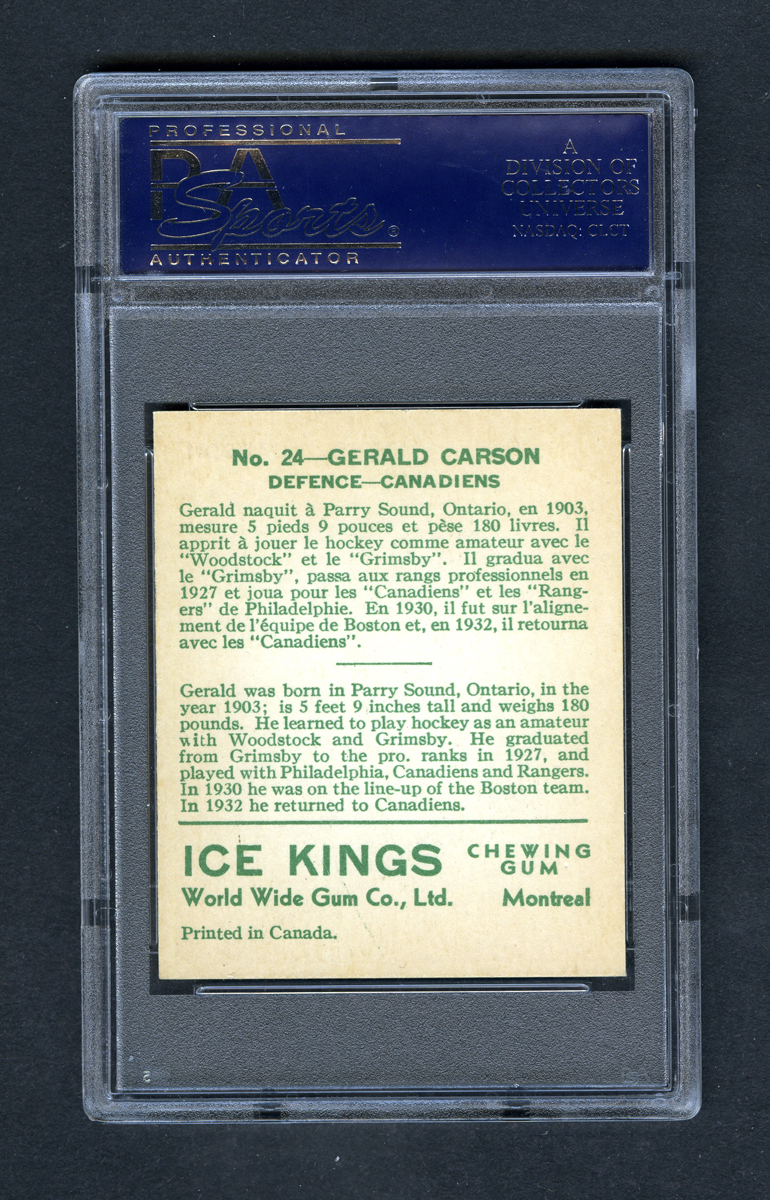 PROFESSIONAL
PSA
Sports®
AUTHENTICATOR
A
DIVISION OF
COLLECTORS
UNIVERSE
NASDAQ: CLCT
No. 24—GERALD CARSON
DEFENCE—CANADIENS
Gerald naquit à Parry Sound, Ontario, en 1903,
mesure 5 pieds 9 pouces et pèse 180 livres. Il
apprit à jouer le hockey comme amateur avec le
"Woodstock" et le "Grimsby". Il gradua avec
le "Grimsby", passa aux rangs professionnels en
1927 et joua pour les "Canadiens" et les "Rang-
ers" de Philadelphie. En 1930, il fut sur l'aligne-
ment de l'équipe de Boston et, en 1932, il retourna
avec les "Canadiens".
Gerald was born in Parry Sound, Ontario, in the
year 1903; is 5 feet 9 inches tall and weighs 180
pounds. He learned to play hockey as an amateur
with Woodstock and Grimsby. He graduated
from Grimsby to the pro. ranks in 1927, and
played with Philadelphia, Canadiens and Rangers.
In 1930 he was on the line-up of the Boston team.
In 1932 he returned to Canadiens.
ICE KINGS CHEWING GUM
World Wide Gum Co., Ltd. Montreal
Printed in Canada.